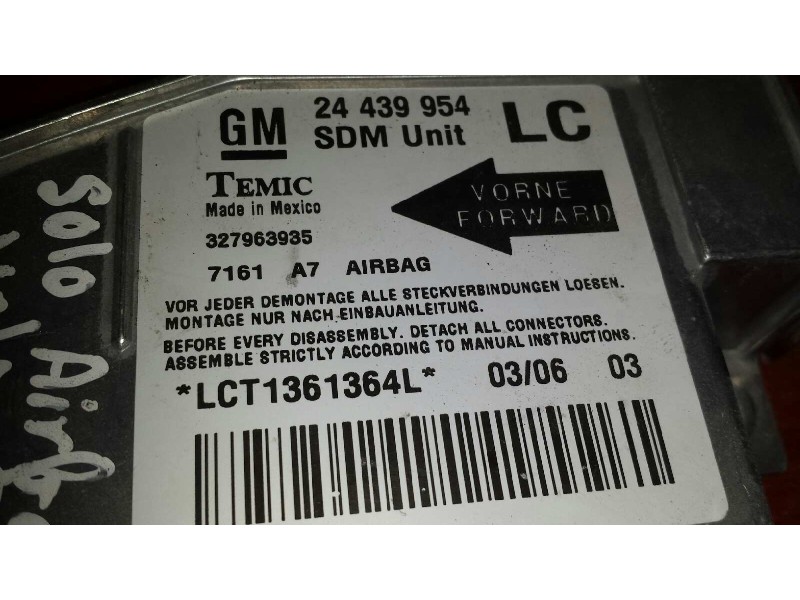 GM 24 439 954 LC
SDM Unit
TEMIC
Made in Mexico
VORNE
FORWARD
327963935
7161 A7 AIRBAG
VOR JEDER DEMONTAGE ALLE STECKVERBINDUNGEN LOESEN.
MONTAGE NUR NACH EINBAUANLEITUNG.
BEFORE EVERY DISASSEMBLY. DETACH ALL CONNECTORS.
ASSEMBLE STRICTLY ACCORDING TO MANUAL INSTRUCTIONS.
*LCT1361364L* 03/06 03
Solo